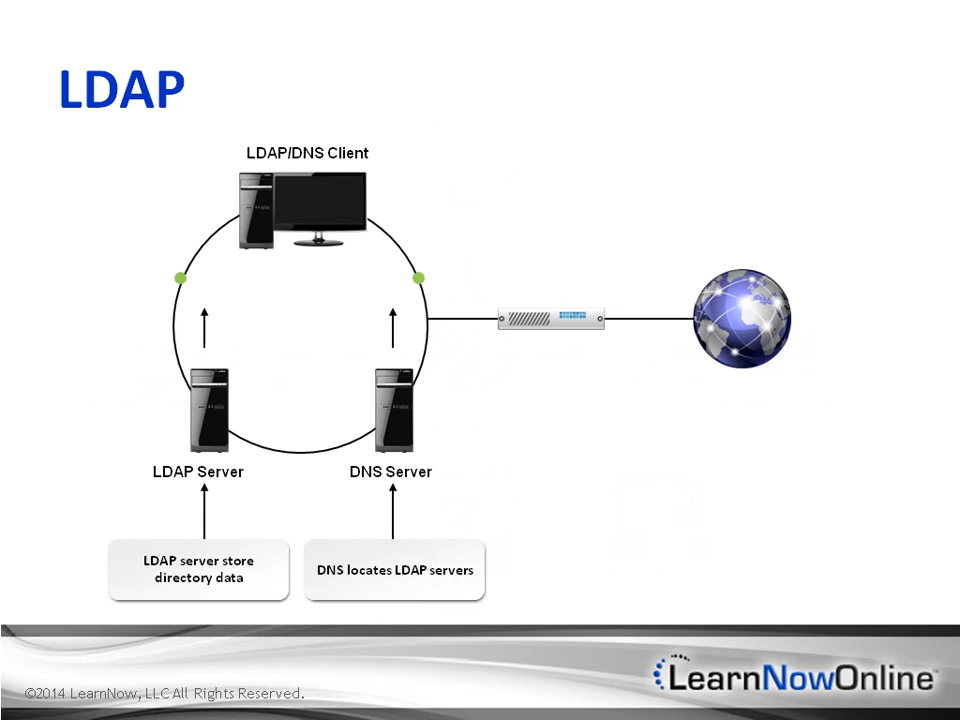 LDAP
LDAP/DNS Client
LDAP Server
DNS Server
LDAP server store
directory data
DNS locates LDAP servers
©2014 LearnNow, LLC All Rights Reserved.
LearnNowOnline™